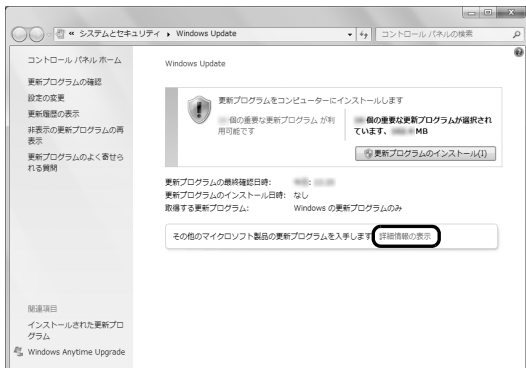 « システムとセキュリティ ▸ Windows Update
コントロール パネルの検索
コントロール パネル ホーム
更新プログラムの確認
設定の変更
更新履歴の表示
非表示の更新プログラムの再
表示
更新プログラムのよく寄せら
れる質問
Windows Update
更新プログラムをコンピューターにインストールします
個の重要な更新プログラム が利
用可能です
個の重要な更新プログラムが選択され
ています、 MB
更新プログラムのインストール(I)
更新プログラムの最終確認日時:
更新プログラムのインストール日時: なし
取得する更新プログラム: Windows の更新プログラムのみ
その他のマイクロソフト製品の更新プログラムを入手します 詳細情報の表示
関連項目
インストールされた更新プロ
グラム
Windows Anytime Upgrade